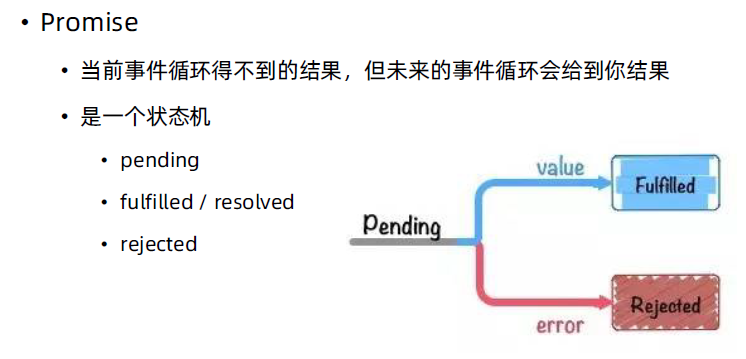 Promise
当前事件循环得不到的结果，但未来的事件循环会给到你结果
是一个状态机
pending
fulfilled / resolved
rejected
value
Fulfilled
Pending
Rejected
error